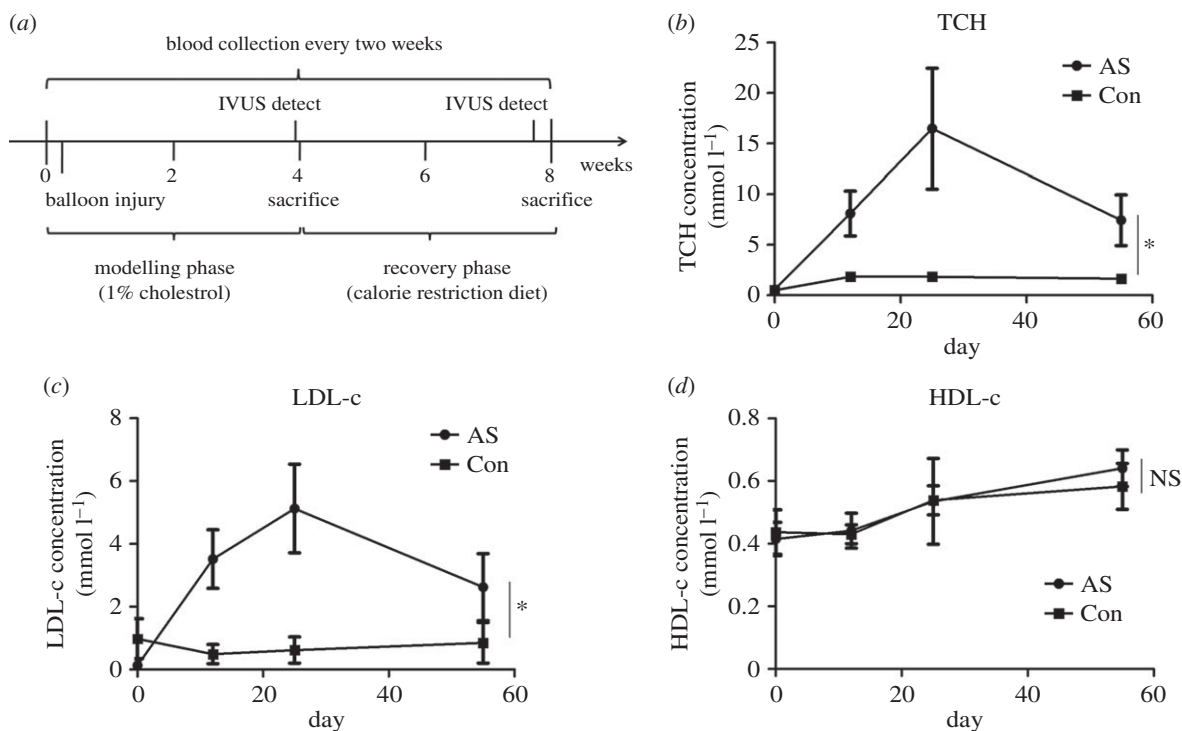 (a)
blood collection every two weeks
IVUS detect IVUS detect
0 2 4 6 8 weeks
balloon injury sacrifice sacrifice
modelling phase recovery phase
(1% cholestrol) (calorie restriction diet)
(b) TCH
AS
Con
TCH concentration
(mmol l⁻¹)
25
20
15
10
5
0
*
0 20 40 60
day
(c) LDL-c
AS
Con
LDL-c concentration
(mmol l⁻¹)
8
6
4
2
0
*
0 20 40 60
day
(d) HDL-c
HDL-c concentration
(mmol l⁻¹)
0.8
0.6
0.4
0.2
0
NS
AS
Con
0 20 40 60
day